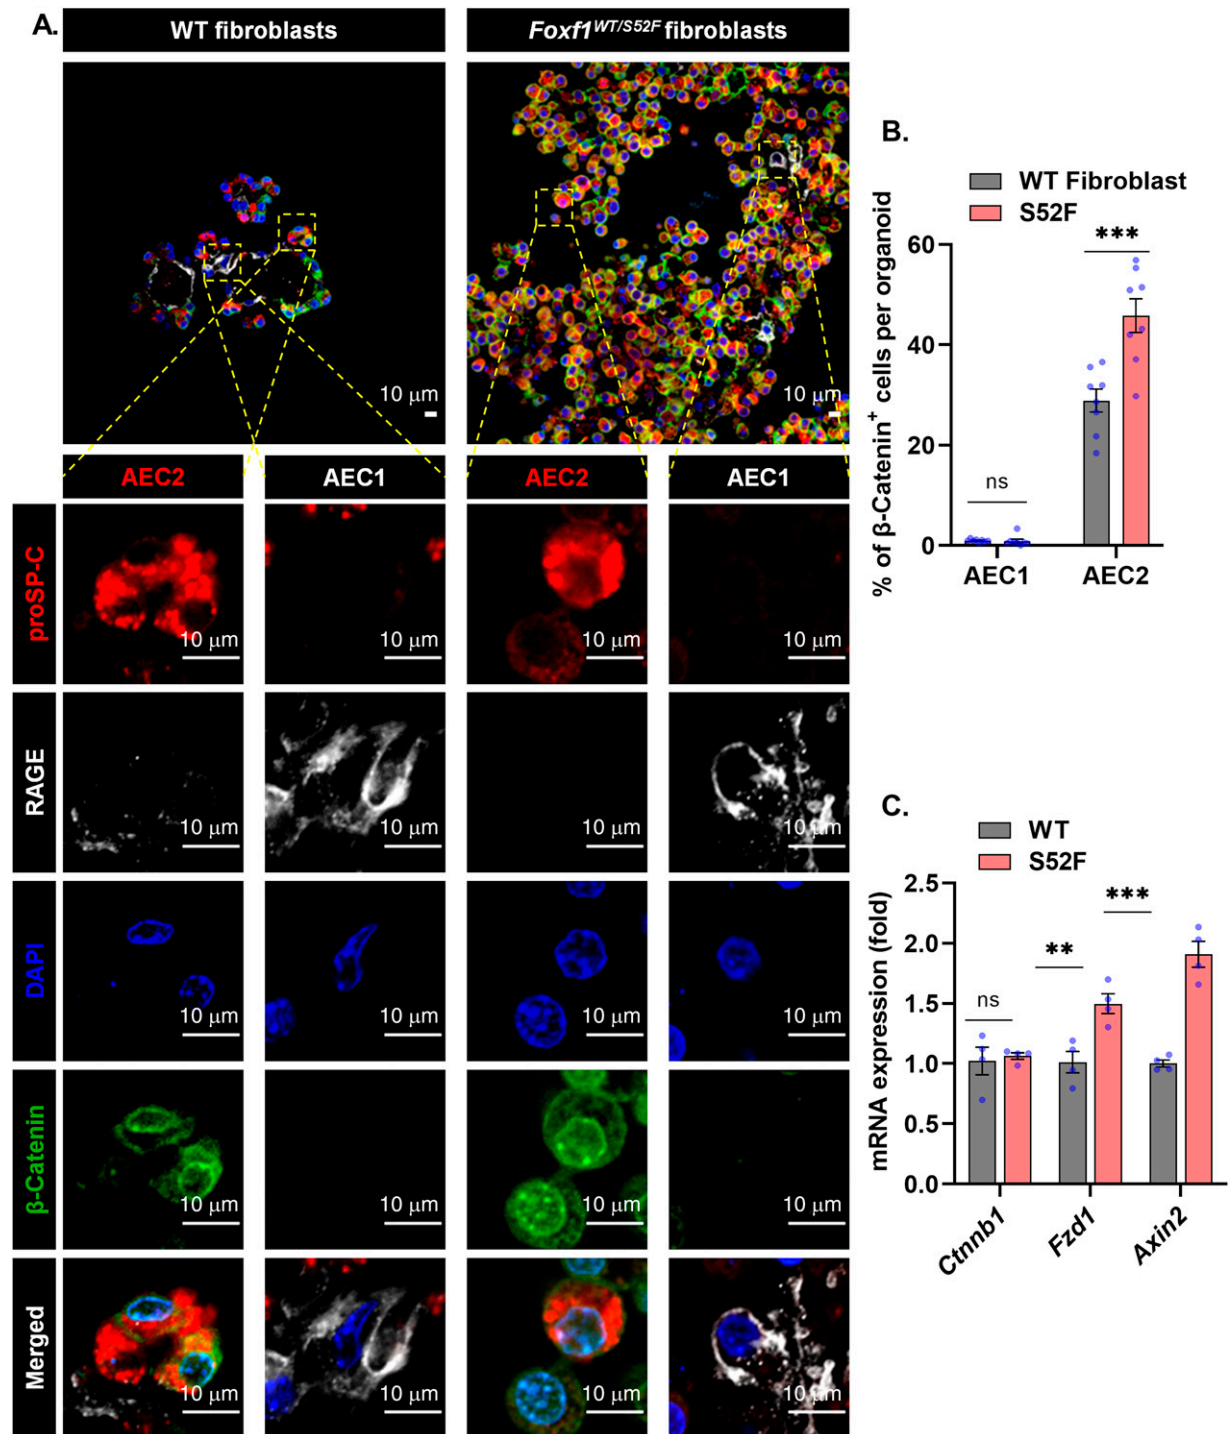 A.
WT fibroblasts
Foxf1WT/S52F fibroblasts
10 µm
10 µm
AEC2
AEC1
AEC2
AEC1
proSP-C
10 µm
10 µm
10 µm
10 µm
RAGE
10 µm
10 µm
10 µm
10 µm
DAPI
10 µm
10 µm
10 µm
10 µm
β-Catenin
10 µm
10 µm
10 µm
10 µm
Merged
10 µm
10 µm
10 µm
10 µm
B.
WT Fibroblast
S52F
% of β-Catenin+ cells per organoid
60
40
20
0
ns
***
AEC1
AEC2
C.
WT
S52F
mRNA expression (fold)
2.5
2.0
1.5
1.0
0.5
0.0
ns
**
***
Ctnnb1
Fzd1
Axin2